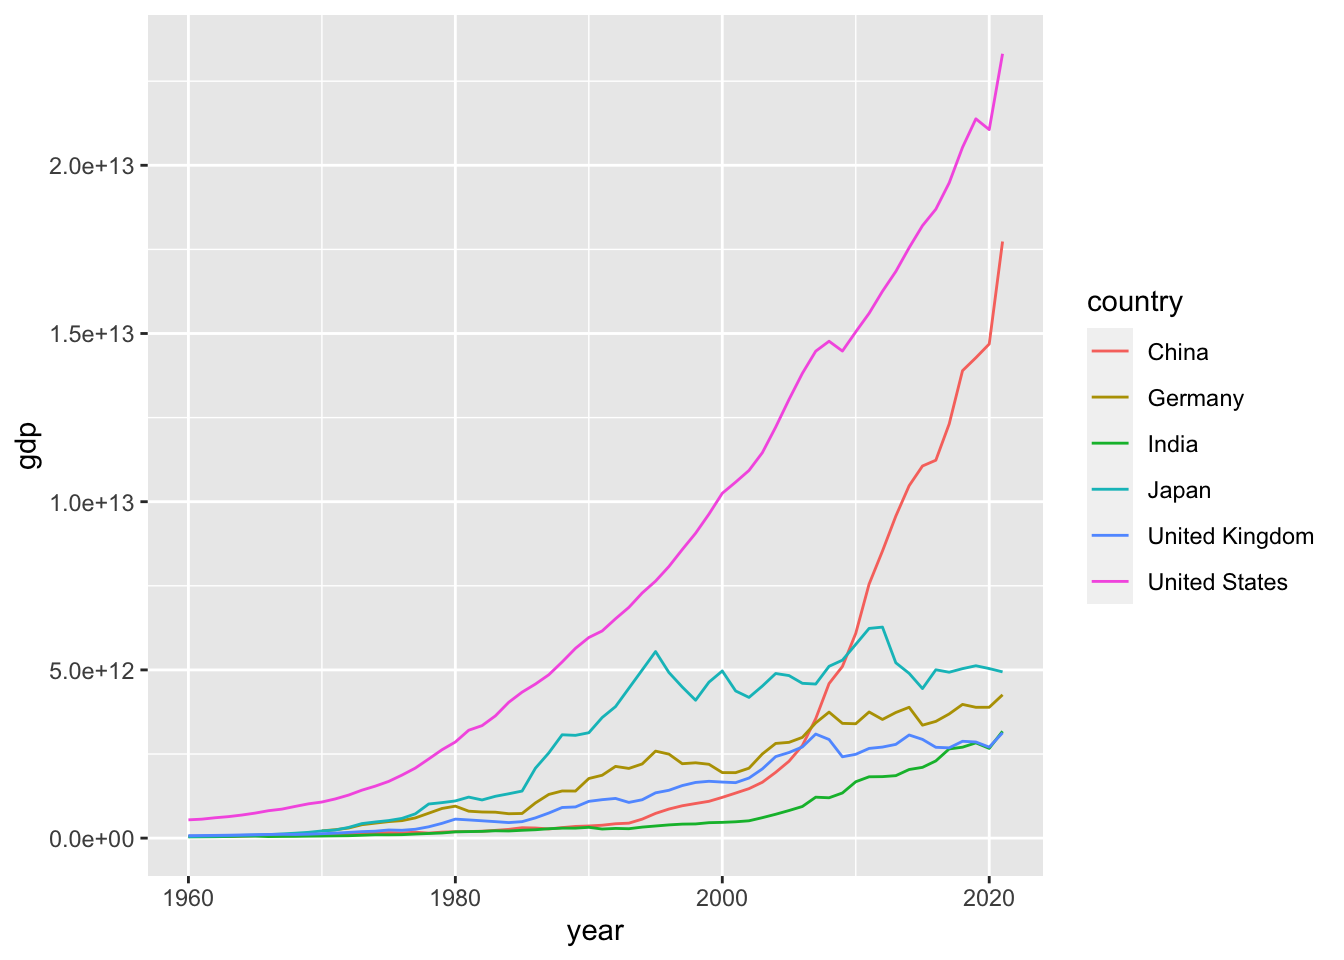 2.0e+13
1.5e+13
1.0e+13
5.0e+12
0.0e+00
gdp
1960 1980 2000 2020
year
country
China
Germany
India
Japan
United Kingdom
United States